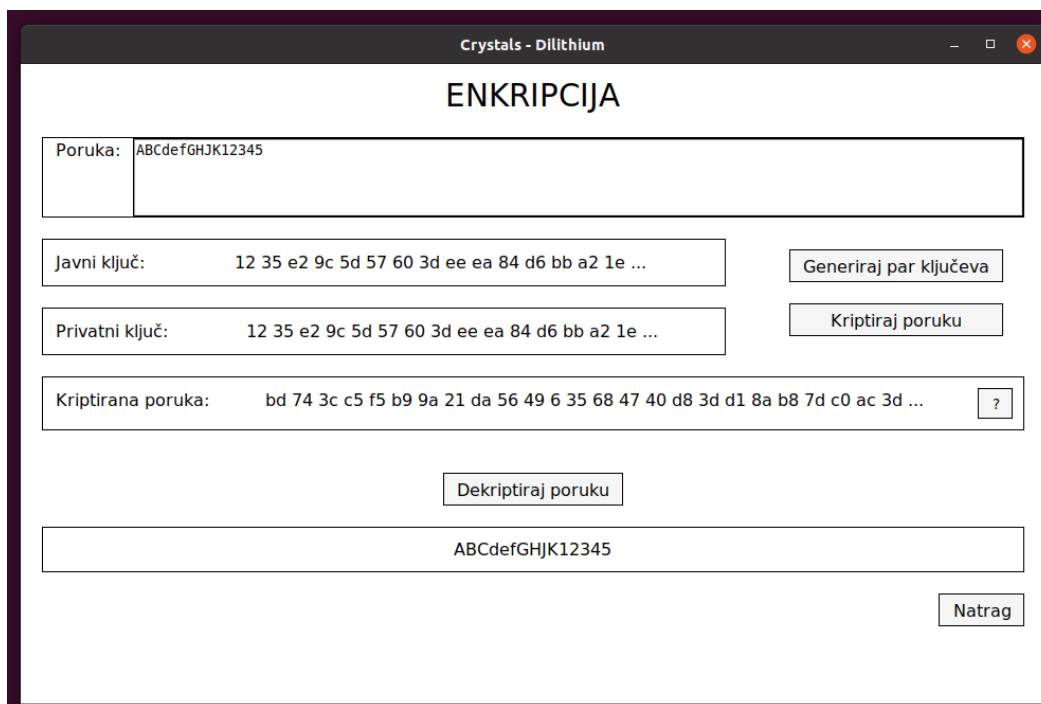 Crystals - Dilithium
ENKRIPCIJA
Poruka: ABCdefGHJK12345
Javni ključ: 12 35 e2 9c 5d 57 60 3d ee ea 84 d6 bb a2 1e ...
Generiraj par ključeva
Privatni ključ: 12 35 e2 9c 5d 57 60 3d ee ea 84 d6 bb a2 1e ...
Kriptiraj poruku
Kriptirana poruka: bd 74 3c c5 f5 b9 9a 21 da 56 49 6 35 68 47 40 d8 3d d1 8a b8 7d c0 ac 3d ... ?
Dekriptiraj poruku
ABCdefGHJK12345
Natrag